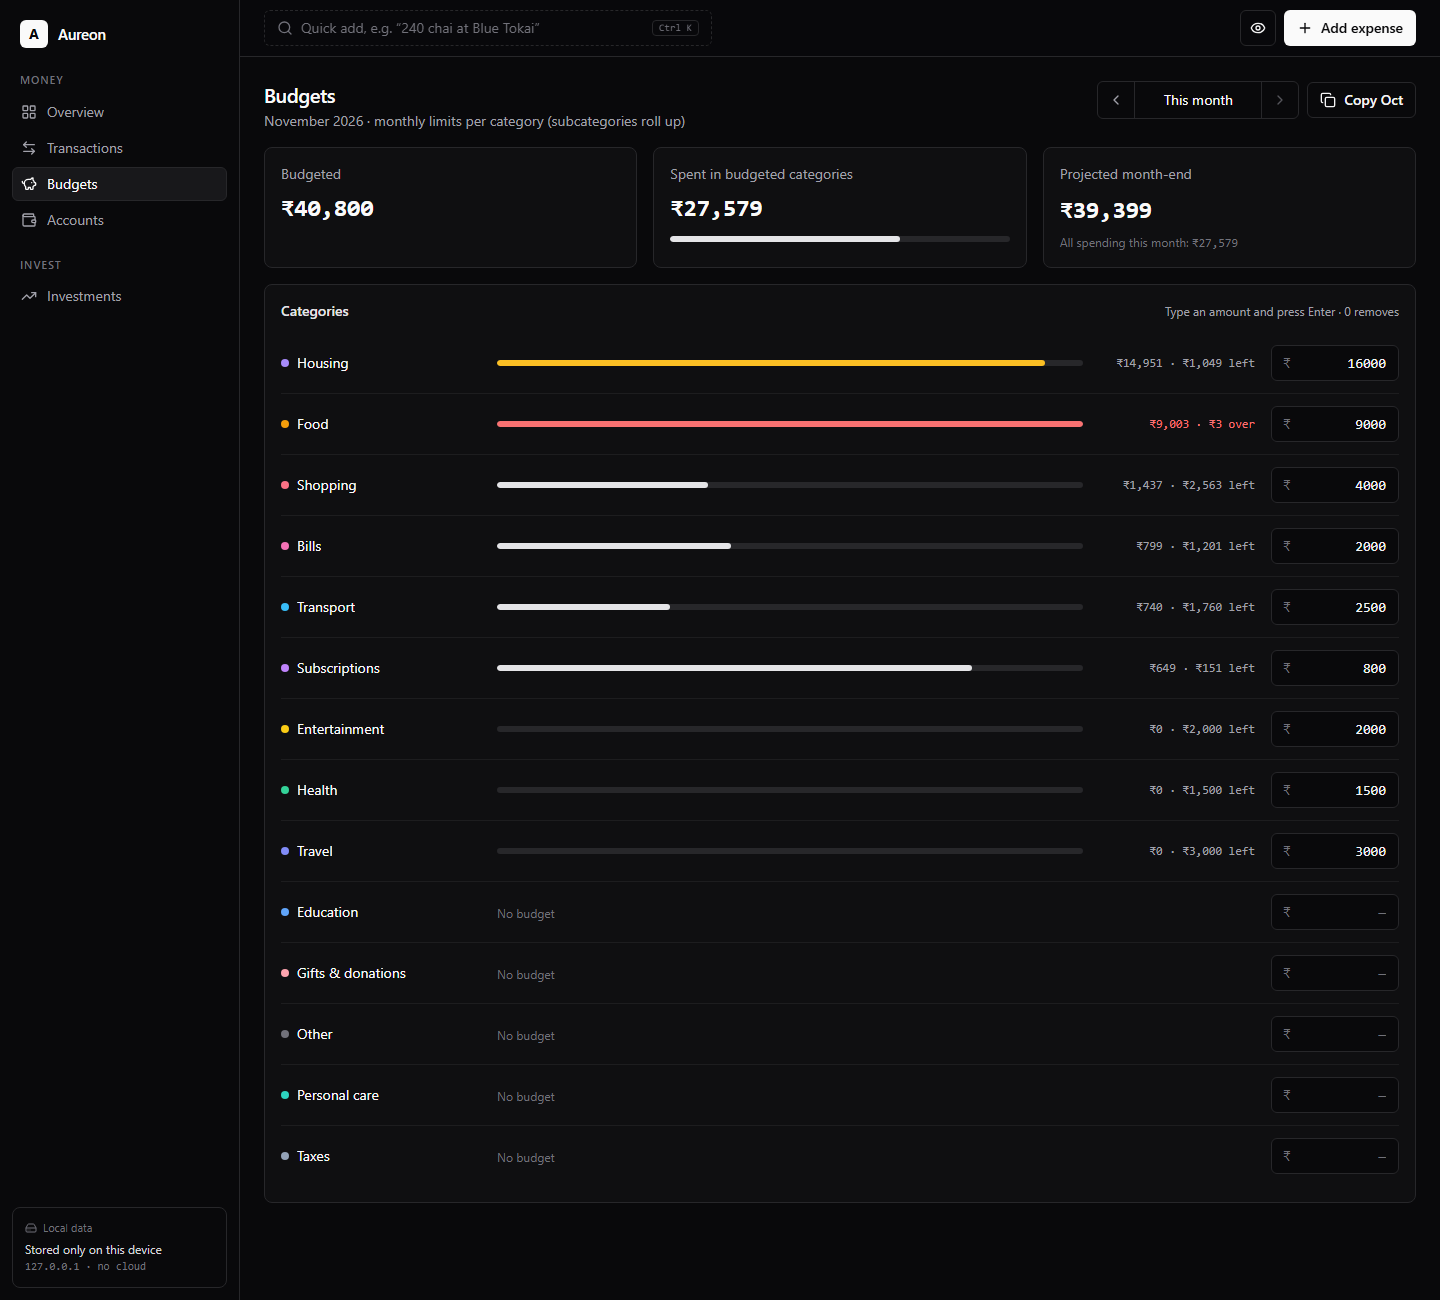 A Aureon
MONEY
Overview
Transactions
Budgets
Accounts
INVEST
Investments
Local data
Stored only on this device
127.0.0.1 · no cloud
Quick add, e.g. “240 chai at Blue Tokai” Ctrl K
Add expense
Budgets
November 2026 · monthly limits per category (subcategories roll up)
This month
Copy Oct
Budgeted
₹40,800
Spent in budgeted categories
₹27,579
Projected month-end
₹39,399
All spending this month: ₹27,579
Categories Type an amount and press Enter · 0 removes
Housing ₹14,951 · ₹1,049 left ₹ 16000
Food ₹9,003 · ₹3 over ₹ 9000
Shopping ₹1,437 · ₹2,563 left ₹ 4000
Bills ₹799 · ₹1,201 left ₹ 2000
Transport ₹740 · ₹1,760 left ₹ 2500
Subscriptions ₹649 · ₹151 left ₹ 800
Entertainment ₹0 · ₹2,000 left ₹ 2000
Health ₹0 · ₹1,500 left ₹ 1500
Travel ₹0 · ₹3,000 left ₹ 3000
Education No budget ₹ —
Gifts & donations No budget ₹ —
Other No budget ₹ —
Personal care No budget ₹ —
Taxes No budget ₹ —